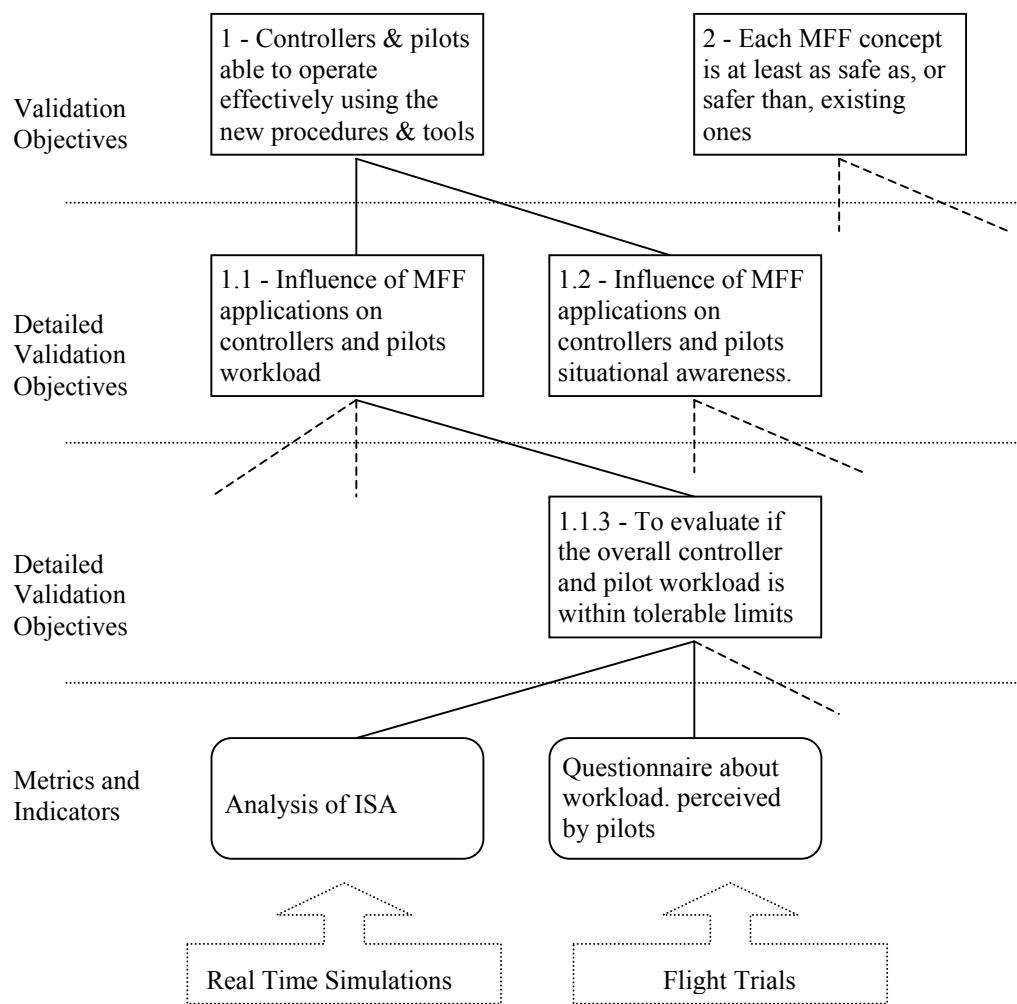 1 - Controllers & pilots
able to operate
effectively using the
new procedures & tools
2 - Each MFF concept
is at least as safe as, or
safer than, existing
ones
Validation
Objectives
1.1 - Influence of MFF
applications on
controllers and pilots
workload
1.2 - Influence of MFF
applications on
controllers and pilots
situational awareness.
Detailed
Validation
Objectives
1.1.3 - To evaluate if
the overall controller
and pilot workload is
within tolerable limits
Detailed
Validation
Objectives
Metrics and
Indicators
Analysis of ISA
Questionnaire about
workload. perceived
by pilots
Real Time Simulations
Flight Trials